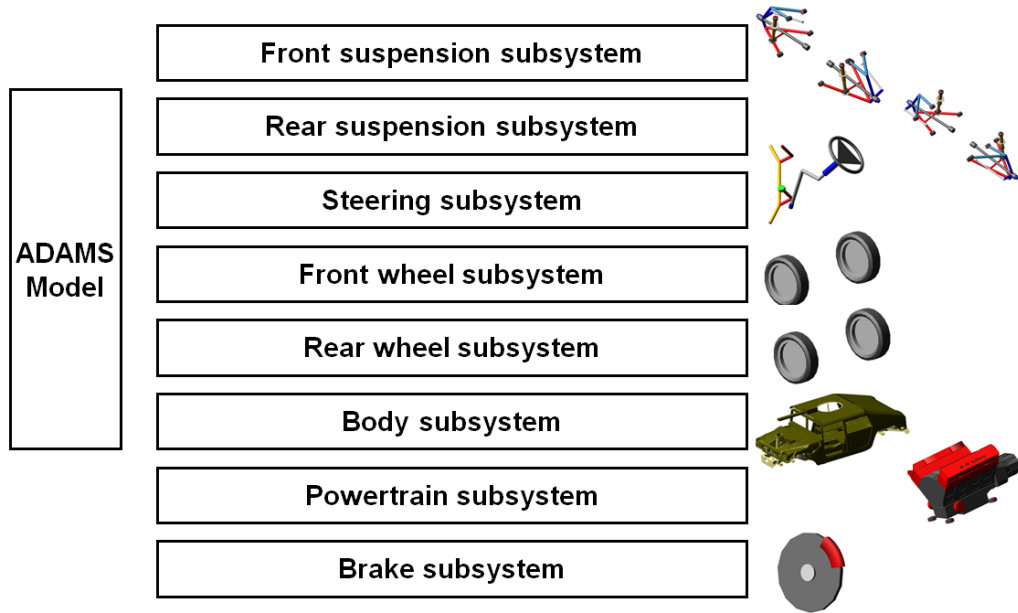 Front suspension subsystem
Rear suspension subsystem
Steering subsystem
ADAMS
Model
Front wheel subsystem
Rear wheel subsystem
Body subsystem
Powertrain subsystem
Brake subsystem